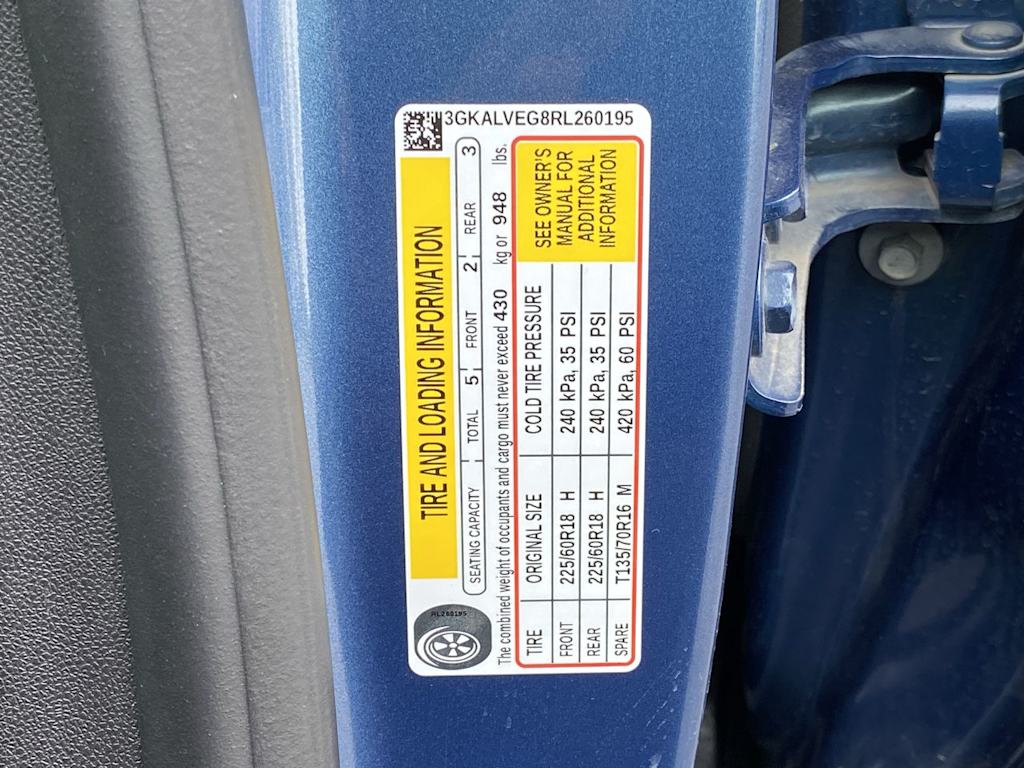 3GKALVEG8RL260195
TIRE AND LOADING INFORMATION
RL260195
SEATING CAPACITY TOTAL 5 FRONT 2 REAR 3
The combined weight of occupants and cargo must never exceed 430 kg or 948 lbs.
TIRE ORIGINAL SIZE COLD TIRE PRESSURE
FRONT 225/60R18 H 240 kPa, 35 PSI
REAR 225/60R18 H 240 kPa, 35 PSI
SPARE T135/70R16 M 420 kPa, 60 PSI
SEE OWNER'S
MANUAL FOR
ADDITIONAL
INFORMATION